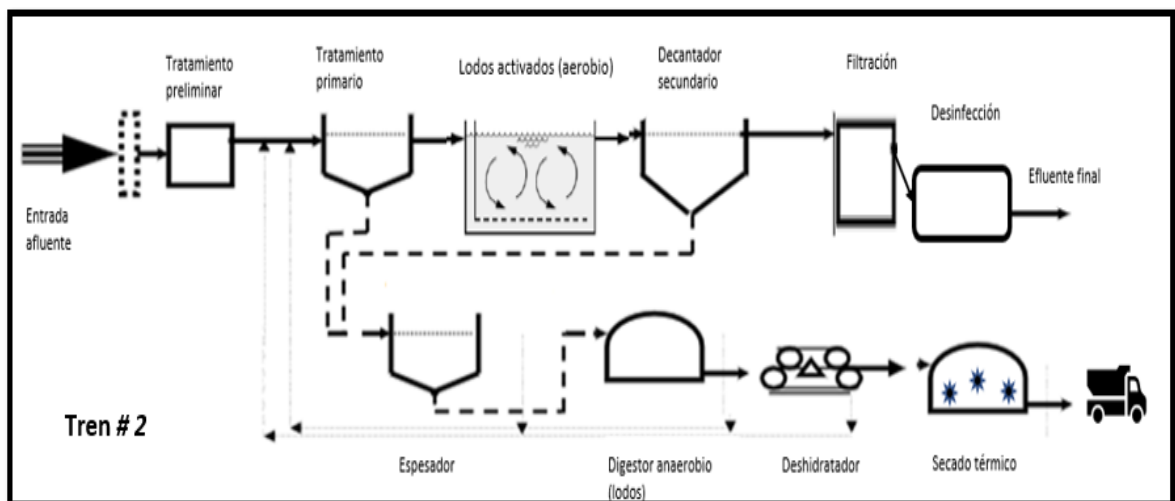 Tratamiento
preliminar
Tratamiento
primario
Lodos activados (aerobio)
Decantador
secundario
Filtración
Desinfección
Entrada
afluente
Efluente final
Tren # 2
Espesador
Digestor anaerobio
(lodos)
Deshidratador
Secado térmico